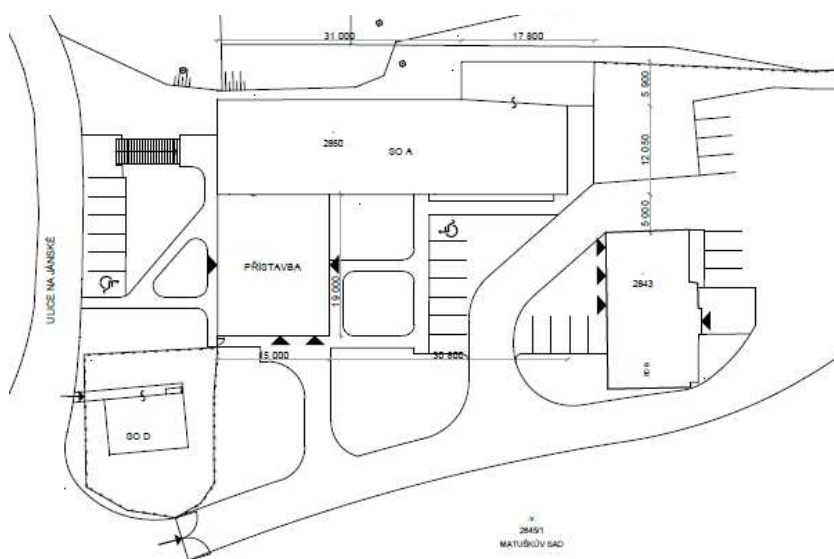 31 000
17 800
5 900
2850
SO A
12 050
5 000
ULICE NA JÁNSKÉ
PŘÍSTAVBA
19 000
2843
15 000
30 800
SO D
2845/1
MATUŠKŮV SAD